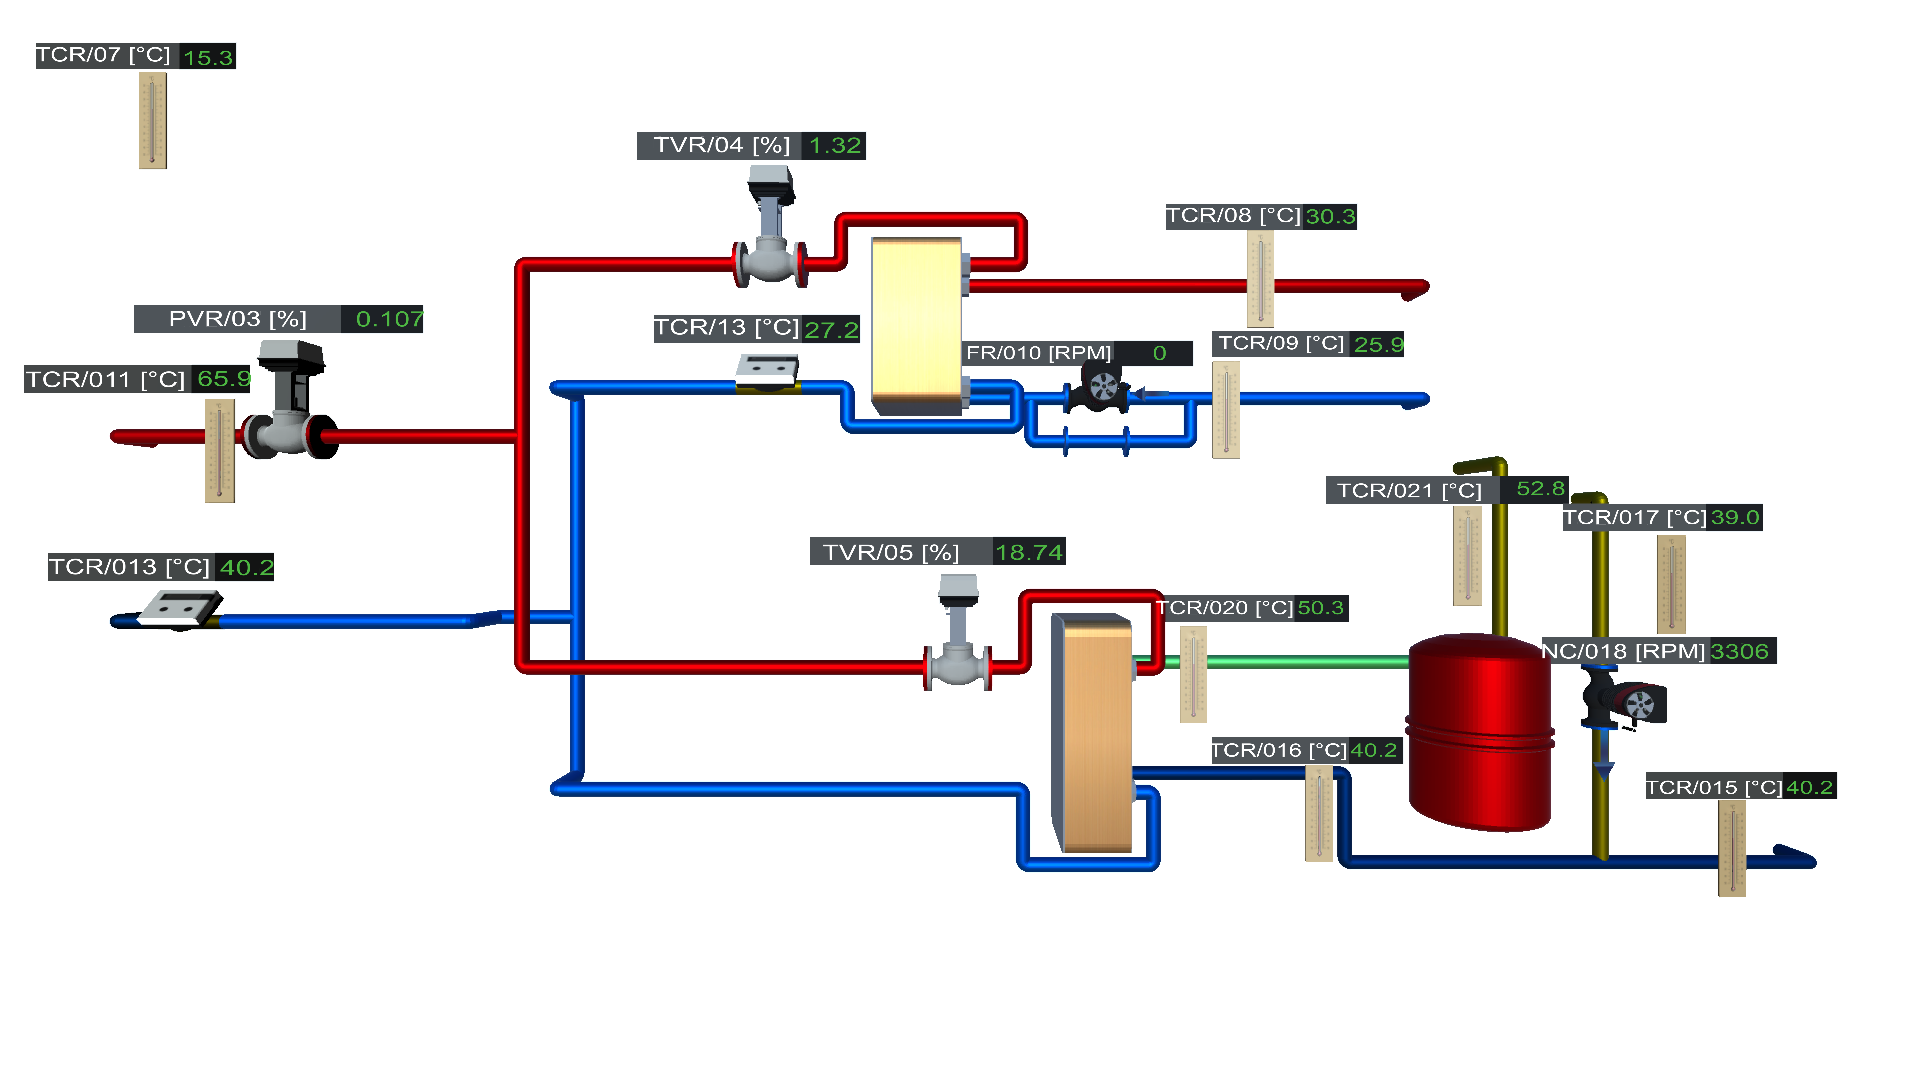 TCR/07 [°C] 15.3
TVR/04 [%] 1.32
TCR/08 [°C] 30.3
PVR/03 [%] 0.107
TCR/13 [°C] 27.2
TCR/09 [°C] 25.9
FR/010 [RPM] 0
TCR/011 [°C] 65.9
TCR/021 [°C] 52.8
TCR/017 [°C] 39.0
TVR/05 [%] 18.74
TCR/013 [°C] 40.2
TCR/020 [°C] 50.3
NC/018 [RPM] 3306
TCR/016 [°C] 40.2
TCR/015 [°C] 40.2